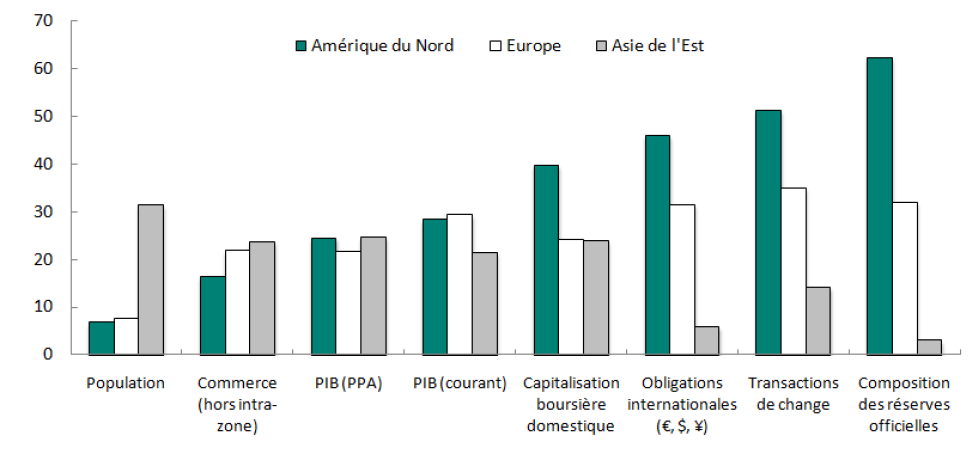 70
60
50
40
30
20
10
0
Amérique du Nord
Europe
Asie de l'Est
Population
Commerce
(hors intra-
zone)
PIB (PPA)
PIB (courant)
Capitalisation
boursière
domestique
Obligations
internationales
(€, $, ¥)
Transactions
de change
Composition
des réserves
officielles